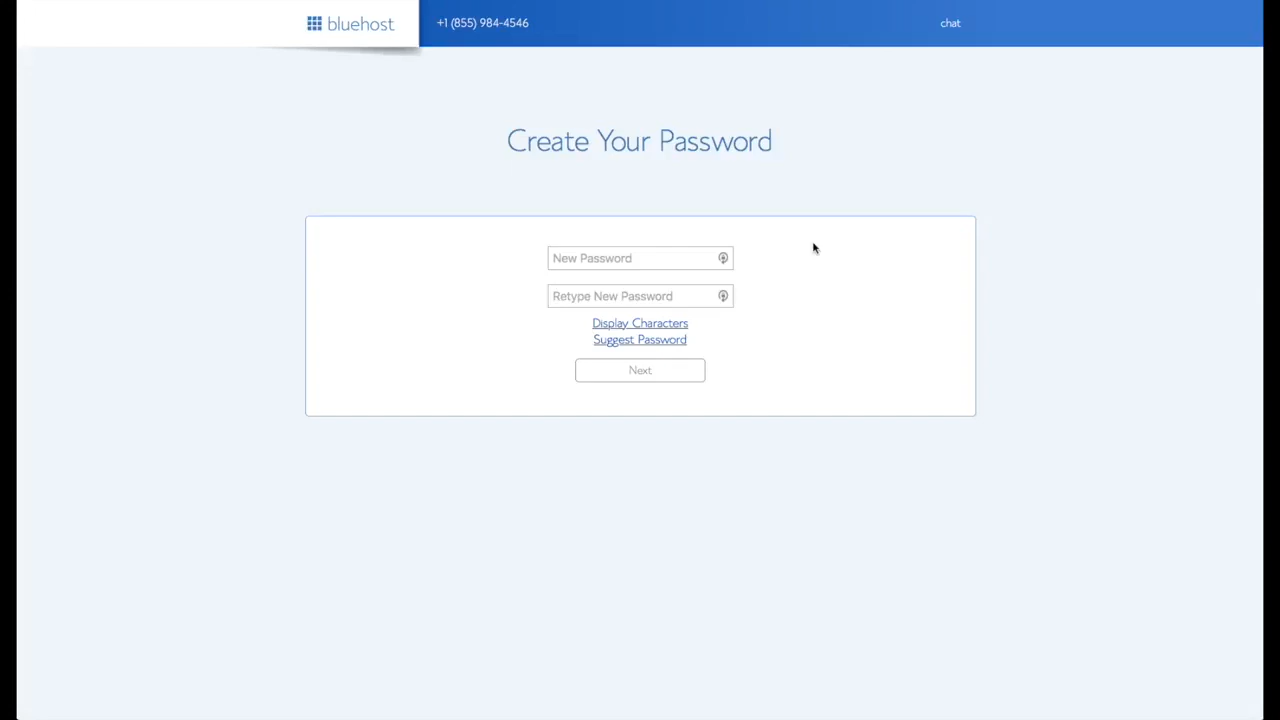 bluehost
+1 (855) 984-4546
chat
Create Your Password
New Password
Retype New Password
Display Characters
Suggest Password
Next